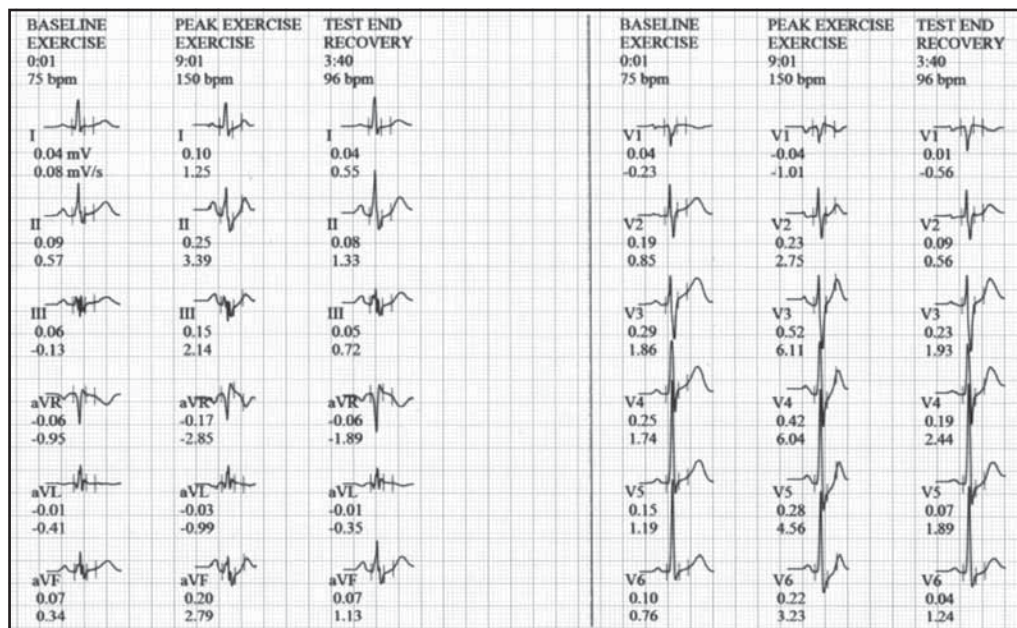 BASELINE
EXERCISE
0:01
75 bpm
PEAK EXERCISE
EXERCISE
9:01
150 bpm
TEST END
RECOVERY
3:40
96 bpm
I
0.04 mV
0.08 mV/s
I
0.10
1.25
I
0.04
0.55
II
0.09
0.57
II
0.25
3.39
II
0.08
1.33
III
0.06
-0.13
III
0.15
2.14
III
0.05
0.72
aVR
-0.06
-0.95
aVR
-0.17
-2.85
aVR
-0.06
-1.89
aVL
-0.01
-0.41
aVL
-0.03
-0.99
aVL
-0.01
-0.35
aVF
0.07
0.34
aVF
0.20
2.79
aVF
0.07
1.13
BASELINE
EXERCISE
0:01
75 bpm
PEAK EXERCISE
EXERCISE
9:01
150 bpm
TEST END
RECOVERY
3:40
96 bpm
V1
0.04
-0.23
V1
-0.04
-1.01
V1
0.01
-0.56
V2
0.19
0.85
V2
0.23
2.75
V2
0.09
0.56
V3
0.29
1.86
V3
0.52
6.11
V3
0.23
1.93
V4
0.25
1.74
V4
0.42
6.04
V4
0.19
2.44
V5
0.15
1.19
V5
0.28
4.56
V5
0.07
1.89
V6
0.10
0.76
V6
0.22
3.23
V6
0.04
1.24